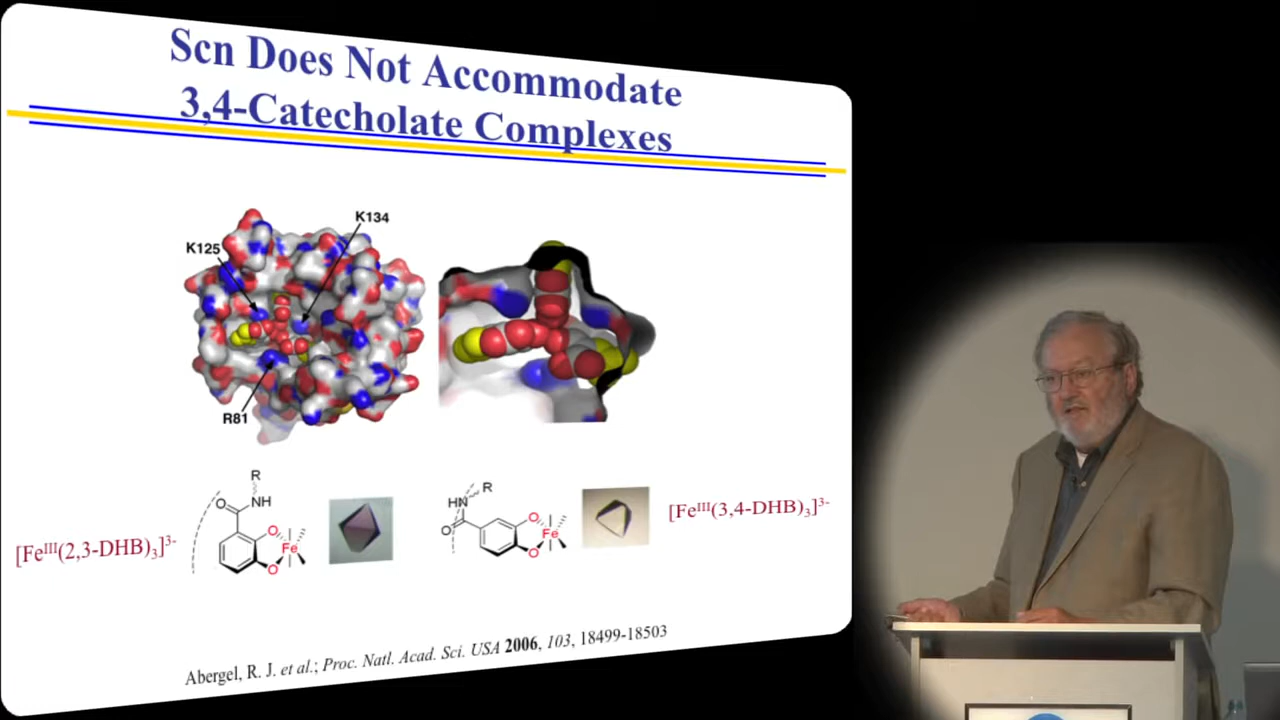 Scn Does Not Accommodate
3,4-Catecholate Complexes
K134
K125
R81
R
O
NH
O
Fe
O
[Fe^III(2,3-DHB)₃]³⁻
R
HN
O
O
Fe
O
[Fe^III(3,4-DHB)₃]³⁻
Abergel, R. J. et al.; Proc. Natl. Acad. Sci. USA 2006, 103, 18499-18503